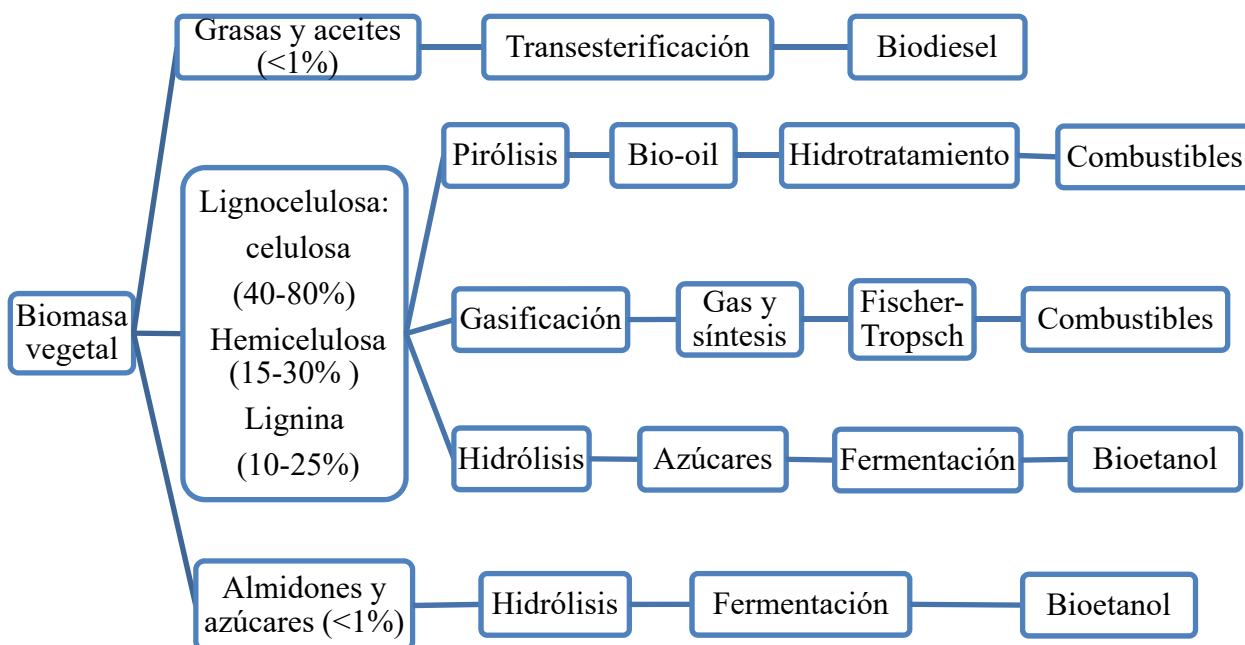 Grasas y aceites
(<1%)
Transesterificación
Biodiesel
Pirólisis
Bio-oil
Hidrotratamiento
Combustibles
Lignocelulosa:
celulosa
(40-80%)
Hemicelulosa
(15-30% )
Lignina
(10-25%)
Biomasa
vegetal
Gasificación
Gas y
síntesis
Fischer-
Tropsch
Combustibles
Hidrólisis
Azúcares
Fermentación
Bioetanol
Almidones y
azúcares (<1%)
Hidrólisis
Fermentación
Bioetanol